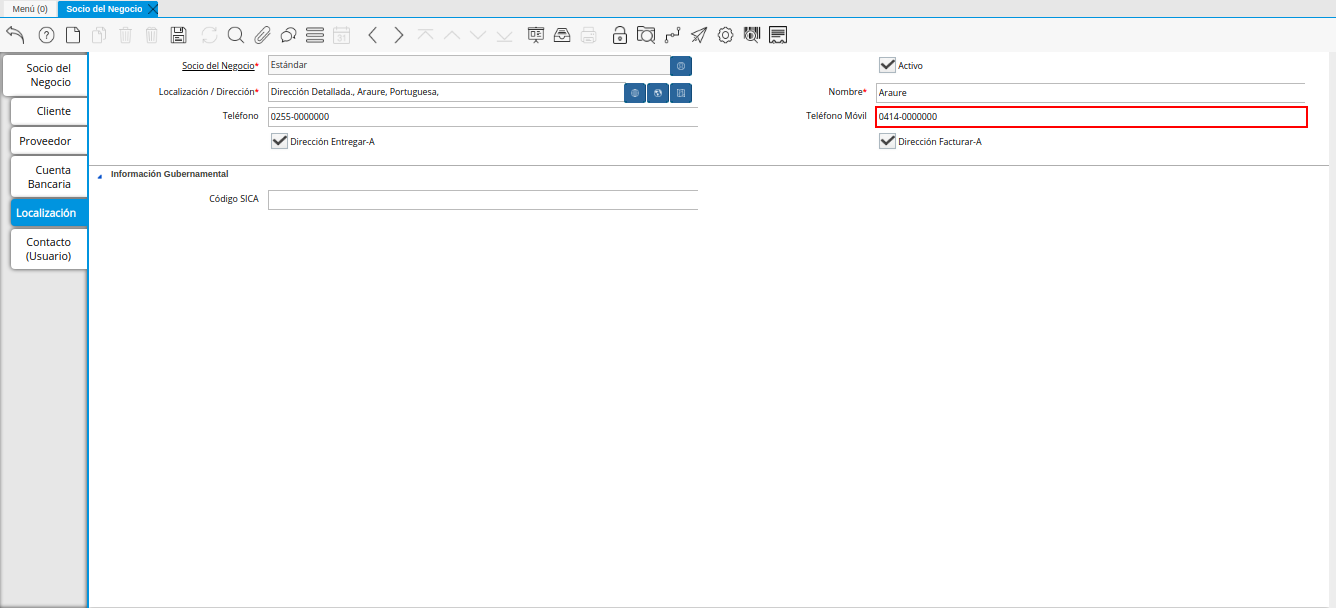 Menú (0)
Socio del Negocio
31
Socio del
Negocio
Cliente
Proveedor
Cuenta
Bancaria
Localización
Contacto
(Usuario)
Socio del Negocio* Estándar
Activo
Localización / Dirección* Dirección Detallada., Araure, Portuguesa,
Nombre* Araure
Teléfono 0255-0000000
Teléfono Móvil 0414-0000000
Dirección Entregar-A
Dirección Facturar-A
Información Gubernamental
Código SICA